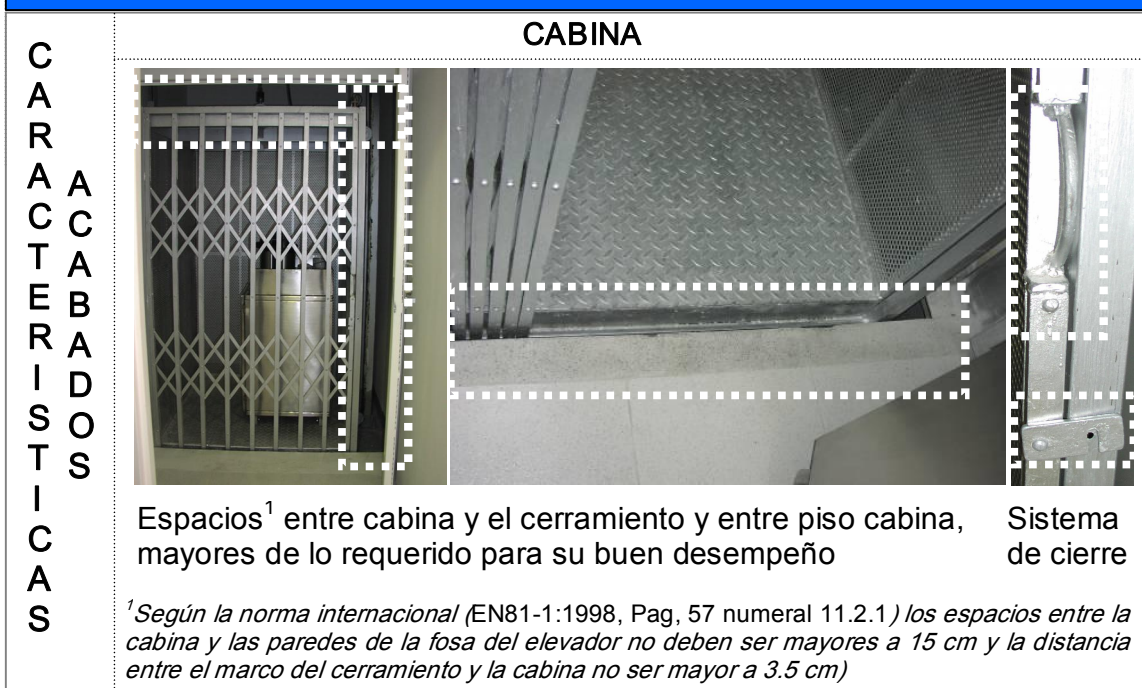 CABINA
CARACTERISTICAS
ACABADOS
Espacios¹ entre cabina y el cerramiento y entre piso cabina,
mayores de lo requerido para su buen desempeño
Sistema
de cierre
¹Según la norma internacional (EN81-1:1998, Pag, 57 numeral 11.2.1) los espacios entre la
cabina y las paredes de la fosa del elevador no deben ser mayores a 15 cm y la distancia
entre el marco del cerramiento y la cabina no ser mayor a 3.5 cm)